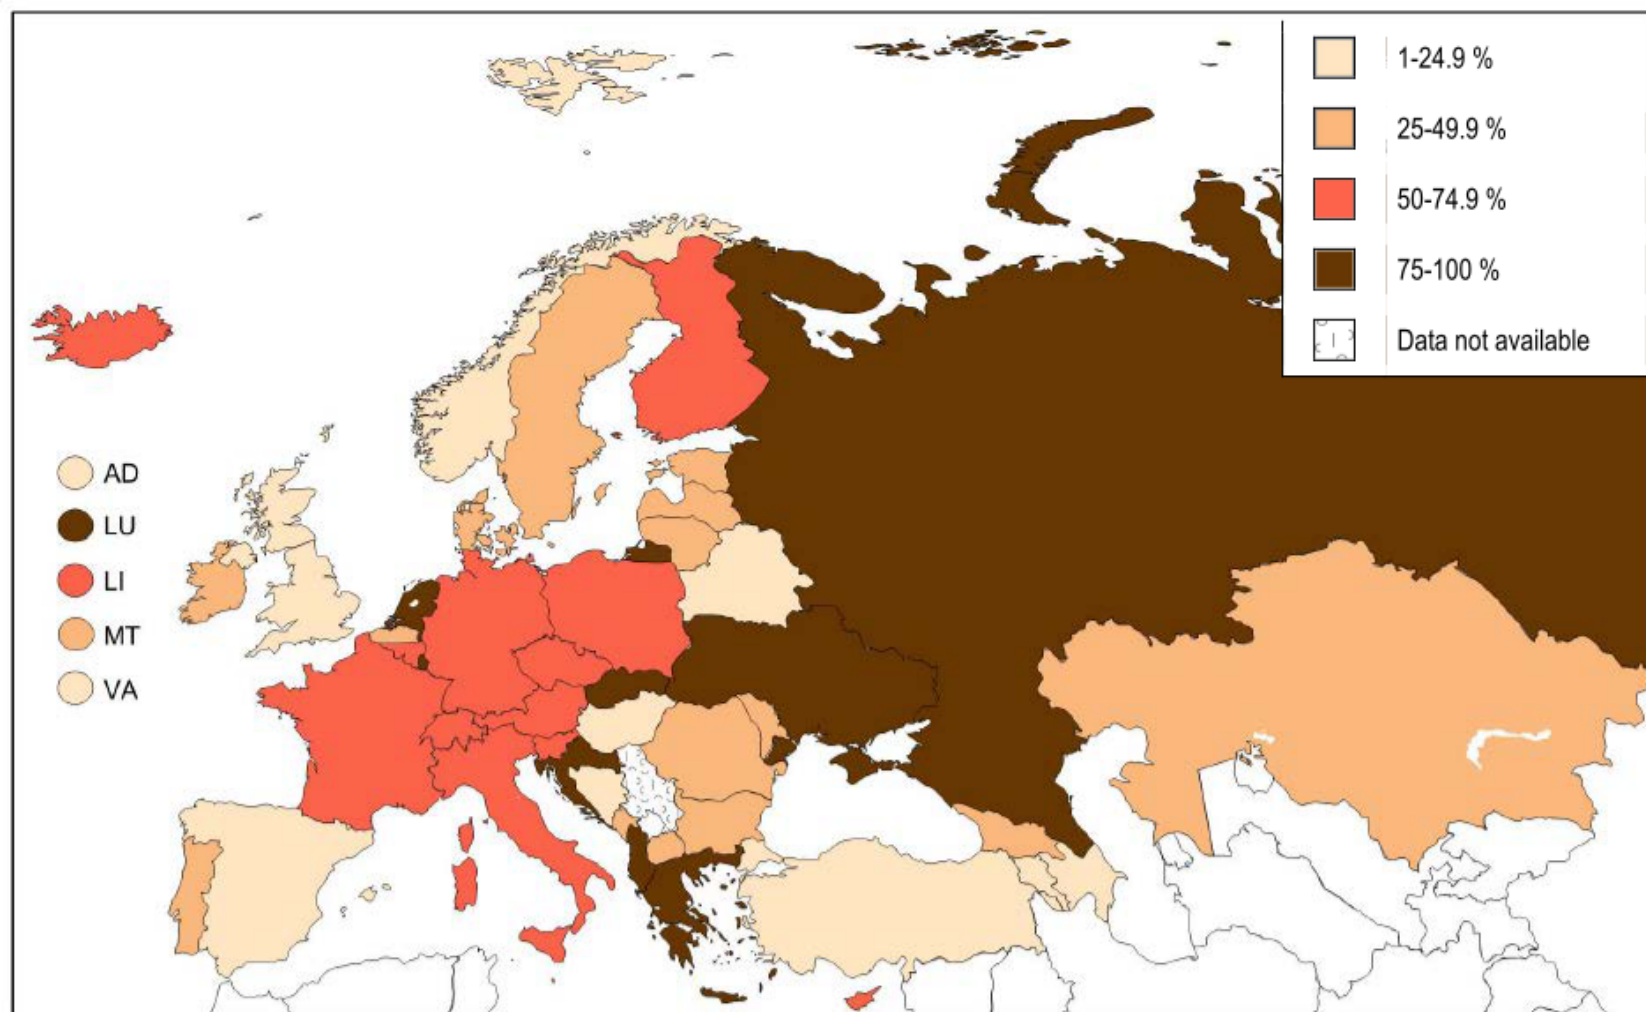 1-24.9 %
25-49.9 %
50-74.9 %
75-100 %
Data not available
AD
LU
LI
MT
VA